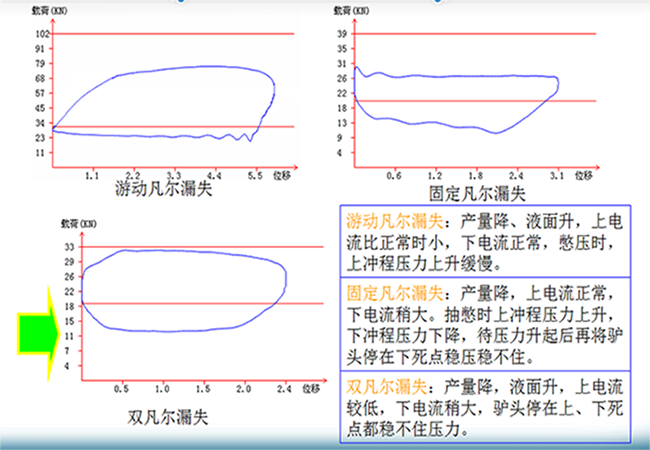 载荷(KN)
102
91
79
68
57
45
34
23
11
1.1
2.2
3.3
4.4
5.5
位移
游动凡尔漏失
载荷(KN)
39
35
31
26
22
18
13
9
4
0.6
1.2
1.8
2.5
3.1
位移
固定凡尔漏失
载荷(KN)
33
29
26
22
18
15
11
7
4
0.5
1.0
1.5
2.0
2.4
位移
双凡尔漏失
游动凡尔漏失：产量降、液面升，上电
流比正常时小，下电流正常，憋压时，
上冲程压力上升缓慢。
固定凡尔漏失：产量降，上电流正常，
下电流稍大。抽憋时上冲程压力上升，
下冲程压力下降，待压力升起后再将驴
头停在下死点稳压稳不住。
双凡尔漏失：产量降，液面升，上电流
较低，下电流稍大，驴头停在上、下死
点都稳不住压力。